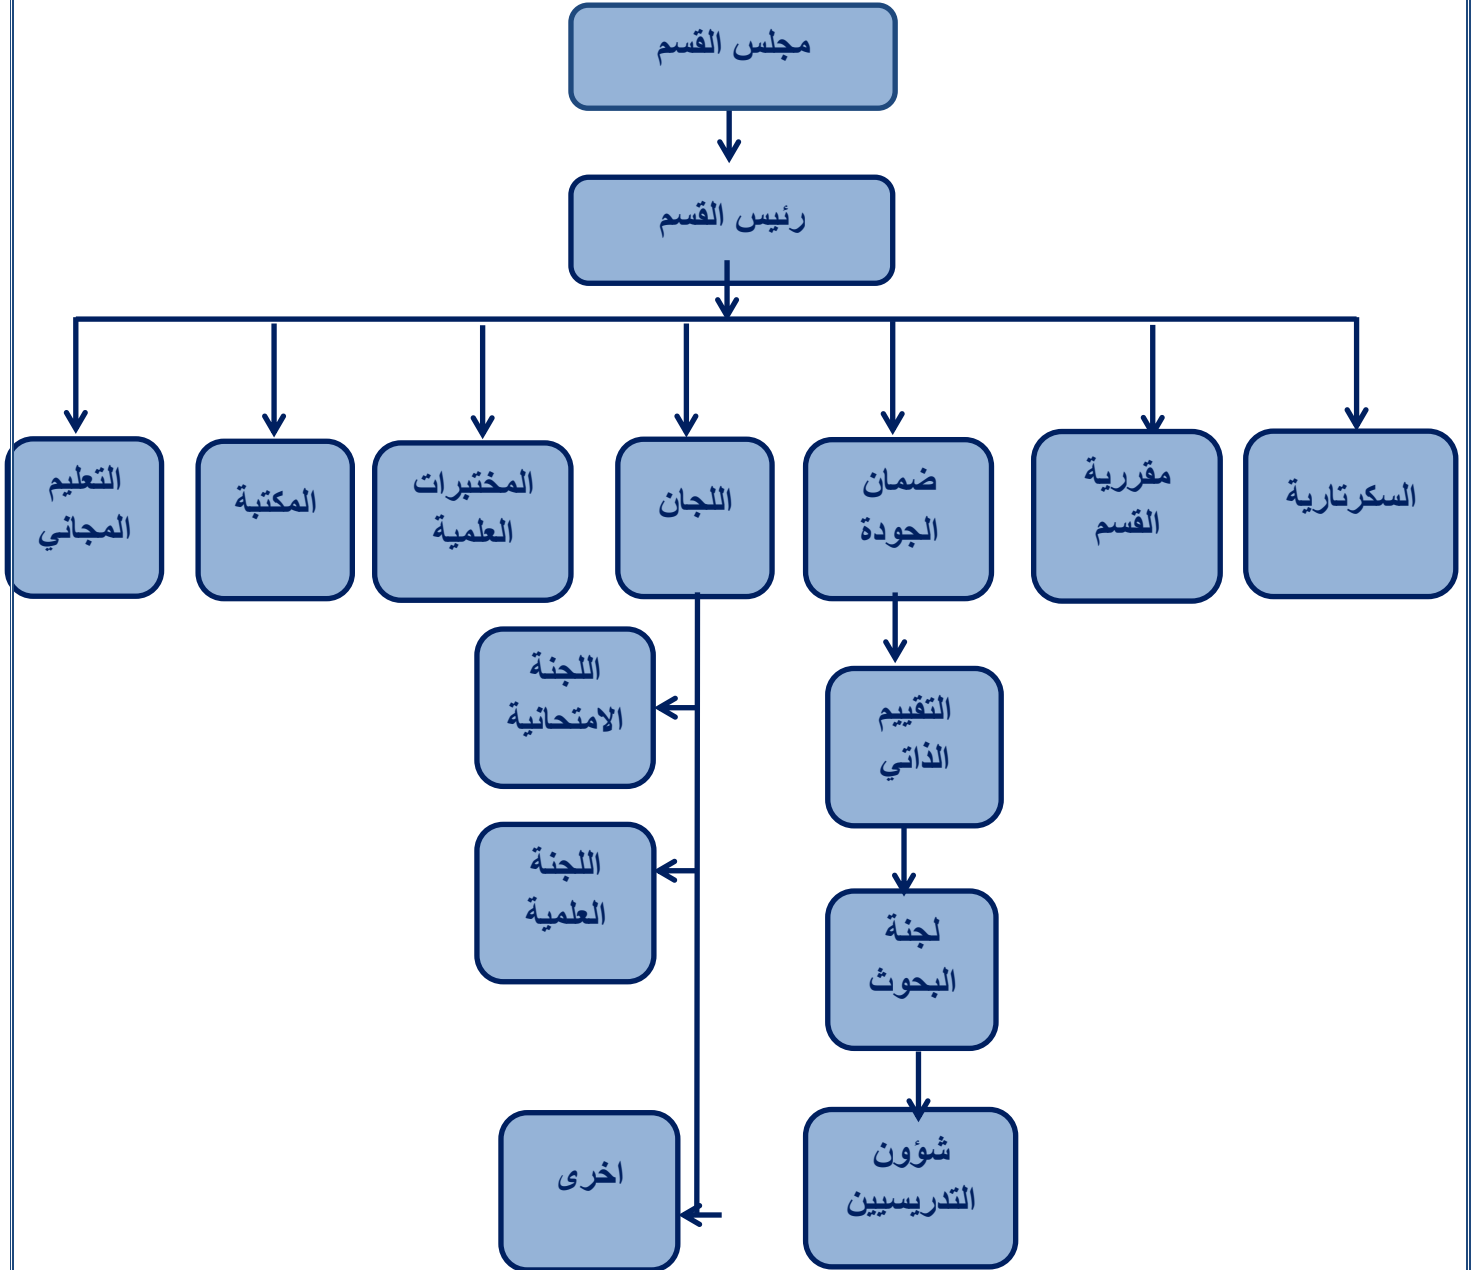 مجلس القسم
رئيس القسم
السكرتارية
مقررية
القسم
ضمان
الجودة
اللجان
المختبرات
العلمية
المكتبة
التعليم
المجاني
اللجنة
الامتحانية
التقييم
الذاتي
اللجنة
العلمية
لجنة
البحوث
شؤون
التدريسيين
اخرى